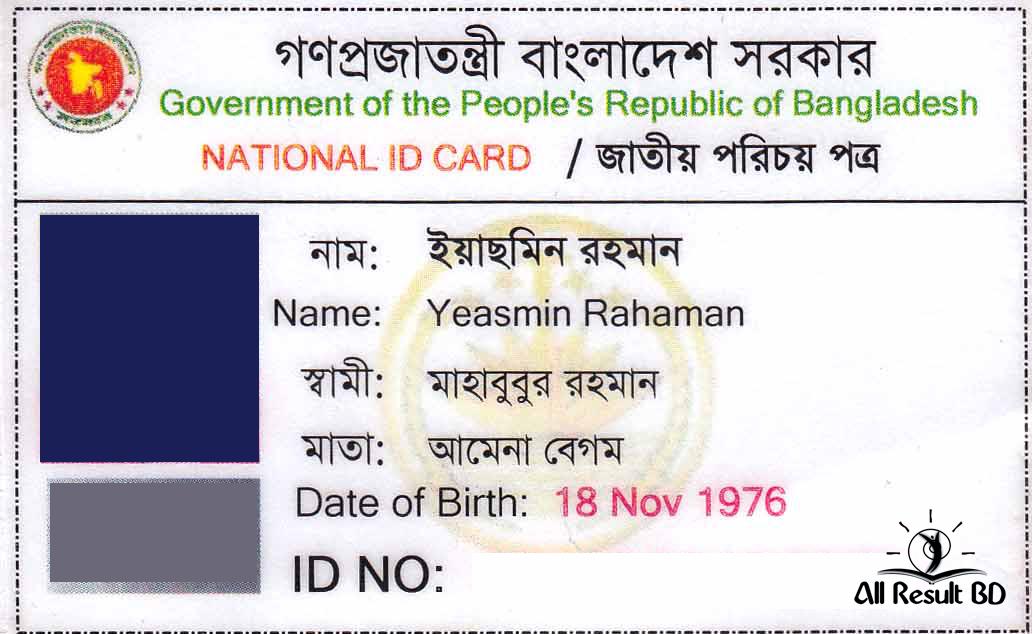 গণপ্রজাতন্ত্রী বাংলাদেশ সরকার
Government of the People's Republic of Bangladesh
NATIONAL ID CARD / জাতীয় পরিচয় পত্র
নাম: ইয়াছমিন রহমান
Name: Yeasmin Rahaman
স্বামী: মাহাবুবুর রহমান
মাতা: আমেনা বেগম
Date of Birth: 18 Nov 1976
ID NO:
All Result BD